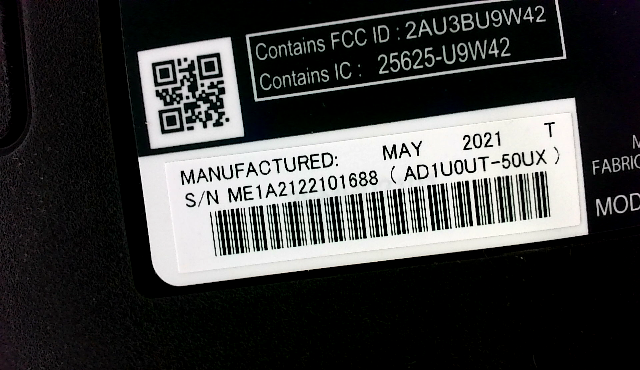 Contains FCC ID : 2AU3BU9W42
Contains IC : 25625-U9W42
MANUFACTURED: MAY 2021 T
S/N ME1A2122101688 ( AD1U0UT-50UX )